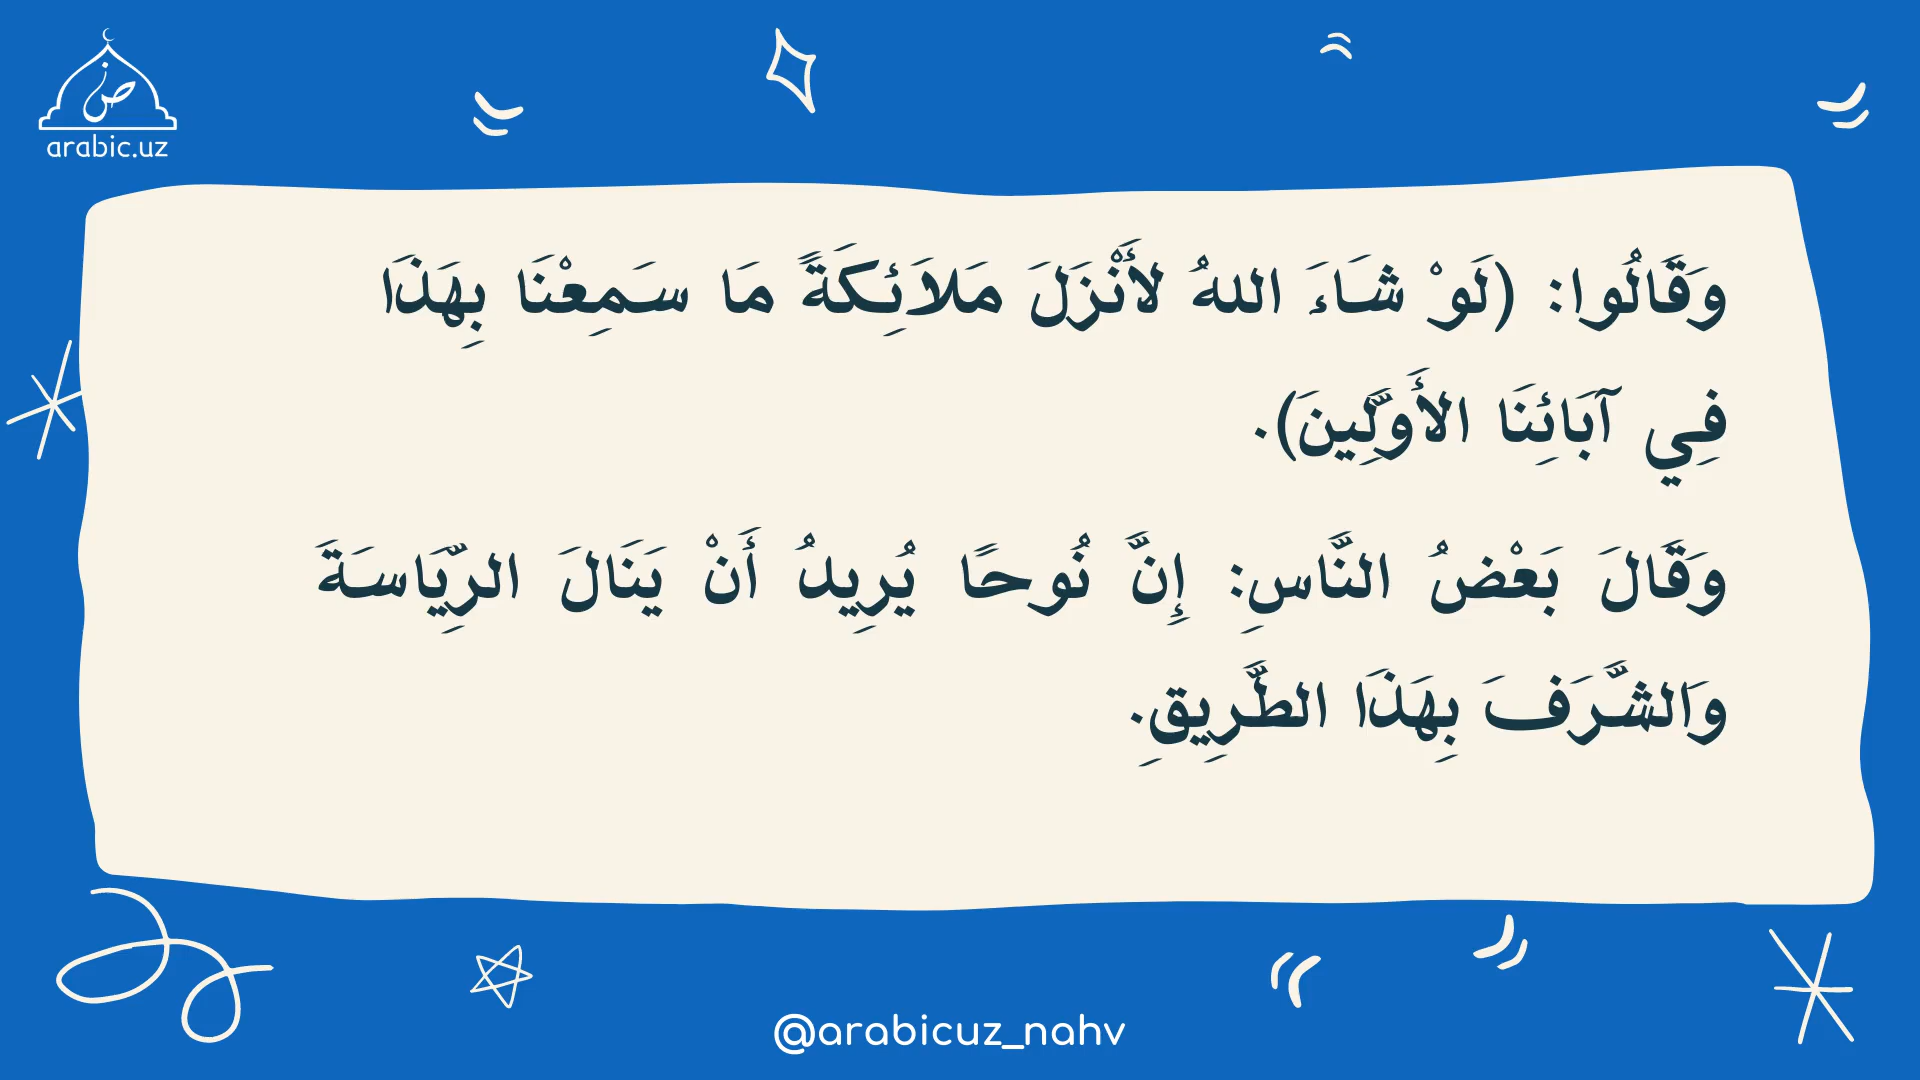 ض
arabic.uz
وَقَالُوا: (لَوْ شَاءَ اللهُ لأَنْزَلَ مَلاَئِكَةً مَا سَمِعْنَا بِهَذَا
فِي آبَائِنَا الأَوَّلِينَ).
وَقَالَ بَعْضُ النَّاسِ: إِنَّ نُوحًا يُرِيدُ أَنْ يَنَالَ الرِّيَاسَةَ
وَالشَّرَفَ بِهَذَا الطَّرِيقِ.
@arabicuz_nahv